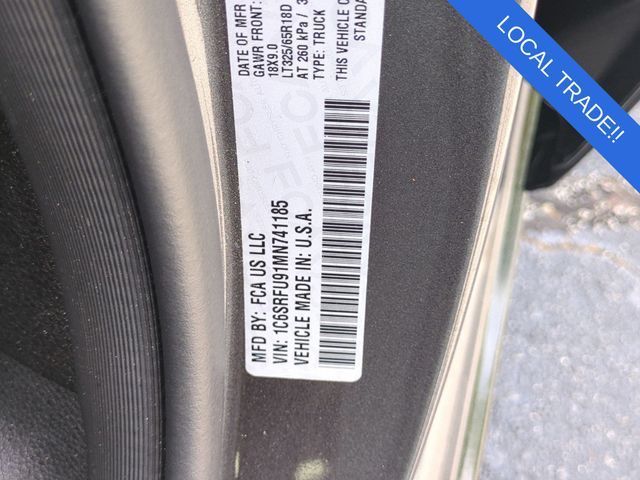 LOCAL TRADE!!
MFD BY: FCA US LLC
VIN: 1C6SRFU91MN741185
VEHICLE MADE IN: U.S.A.
DATE OF MFR
GAWR FRONT:
18X9.0
LT325/65R18D
AT 260 kPa /
TYPE: TRUCK
THIS VEHICLE
STANDA
FCA